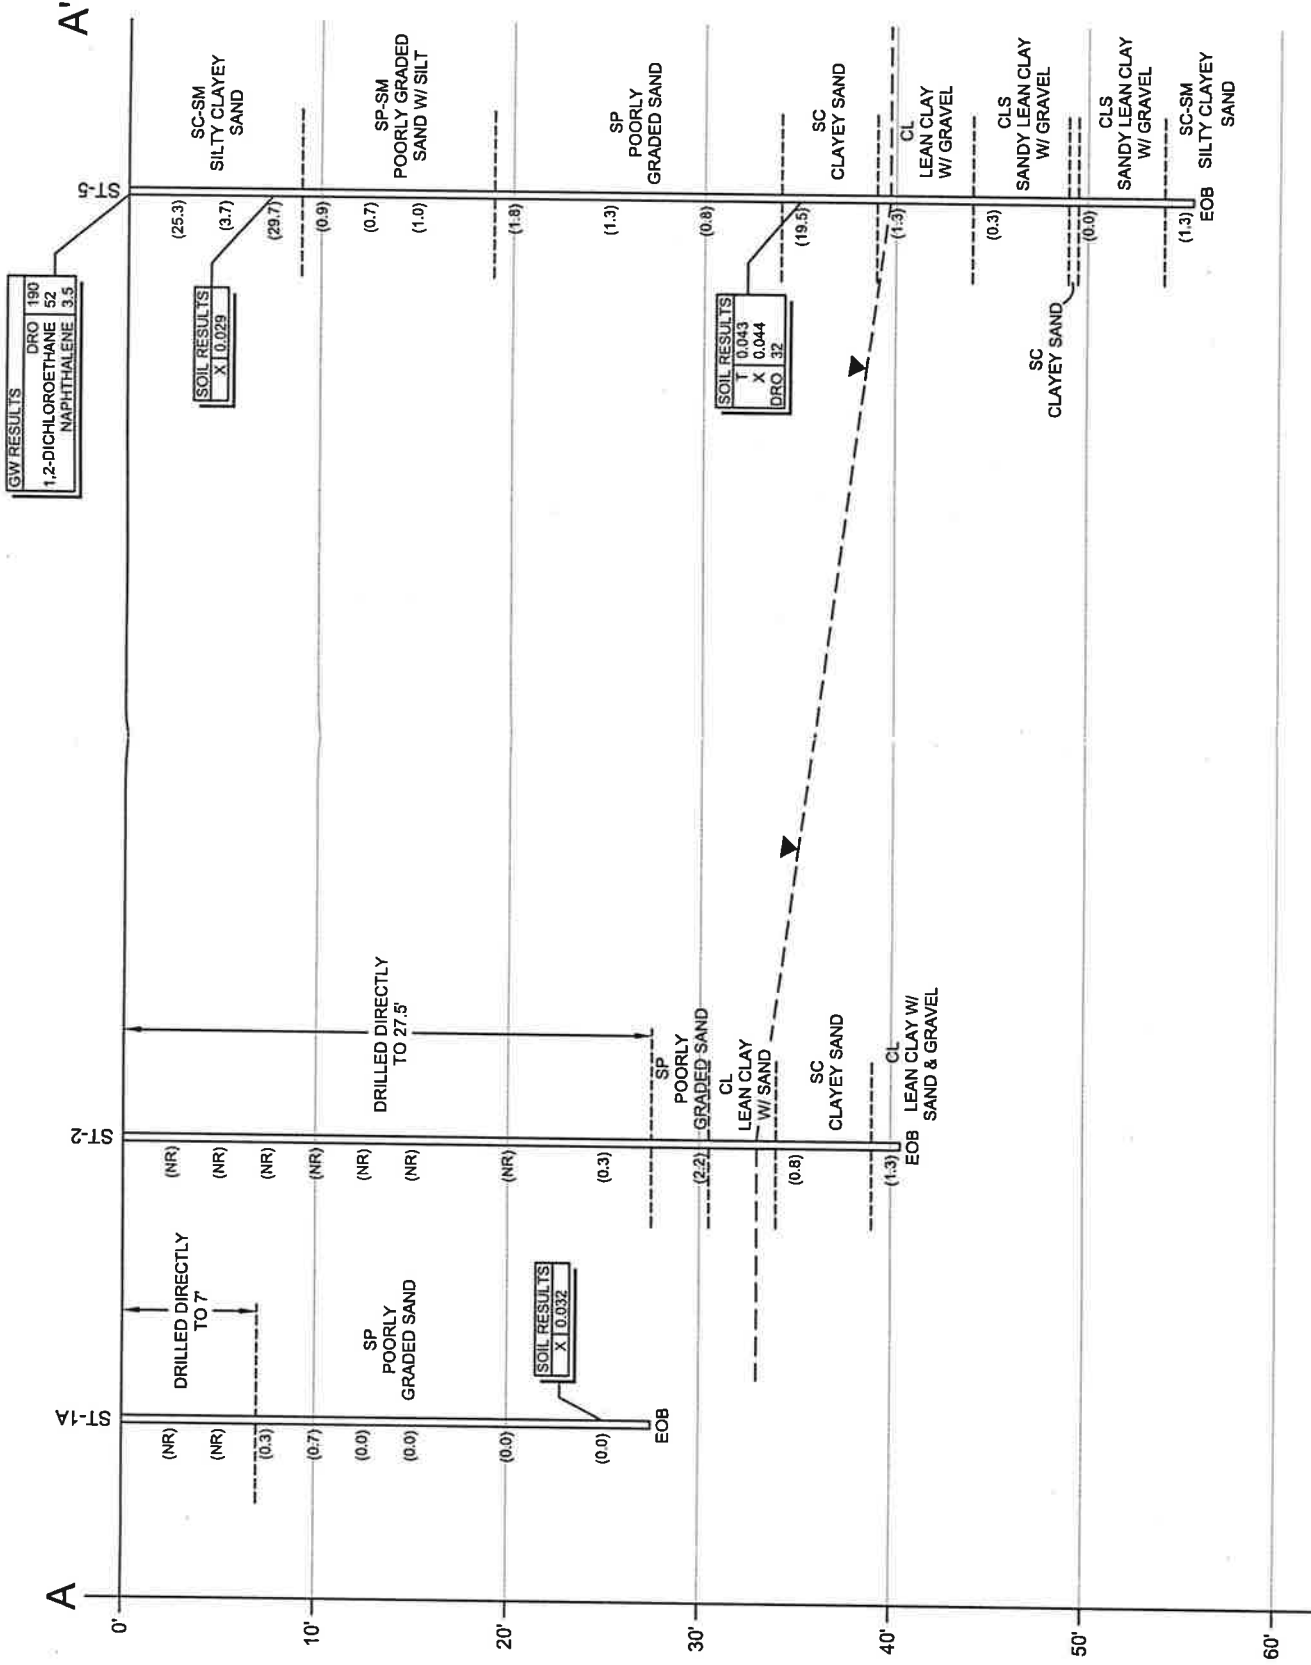 A
A'
0'
10'
20'
30'
40'
50'
60'
ST-1A
(NR)
(NR)
(0.3)
(0.7)
(0.0)
(0.0)
(0.0)
(0.0)
EOB
DRILLED DIRECTLY
TO 7'
SP
POORLY
GRADED SAND
SOIL RESULTS
X 0.032
ST-2
(NR)
(NR)
(NR)
(NR)
(NR)
(NR)
(NR)
(0.3)
(2.2)
(0.8)
(1.3)
EOB
DRILLED DIRECTLY
TO 27.5'
SP
POORLY
GRADED SAND
CL
LEAN CLAY
W/ SAND
SC
CLAYEY SAND
CL
LEAN CLAY W/
SAND & GRAVEL
GW RESULTS
DRO 190
1,2-DICHLOROETHANE 52
NAPHTHALENE 3.5
SOIL RESULTS
X 0.029
SOIL RESULTS
T 0.043
X 0.044
DRO 32
SC
CLAYEY SAND
ST-5
(25.3)
(3.7)
(29.7)
(0.9)
(0.7)
(1.0)
(1.8)
(1.3)
(0.8)
(19.5)
(1.3)
(0.3)
(0.0)
(1.3)
EOB
SC-SM
SILTY CLAYEY
SAND
SP-SM
POORLY GRADED
SAND W/ SILT
SP
POORLY
GRADED SAND
SC
CLAYEY SAND
CL
LEAN CLAY
W/ GRAVEL
CLS
SANDY LEAN CLAY
W/ GRAVEL
CLS
SANDY LEAN CLAY
W/ GRAVEL
SC-SM
SILTY CLAYEY
SAND